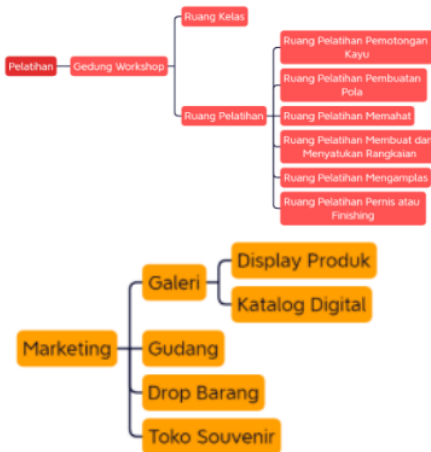 Pelatihan
Gedung Workshop
Ruang Kelas
Ruang Pelatihan
Ruang Pelatihan Pemotongan
Kayu
Ruang Pelatihan Pembuatan
Pola
Ruang Pelatihan Memahat
Ruang Pelatihan Membuat dan
Menyatukan Rangkaian
Ruang Pelatihan Mengamplas
Ruang Pelatihan Pernis atau
Finishing
Marketing
Galeri
Display Produk
Katalog Digital
Gudang
Drop Barang
Toko Souvenir